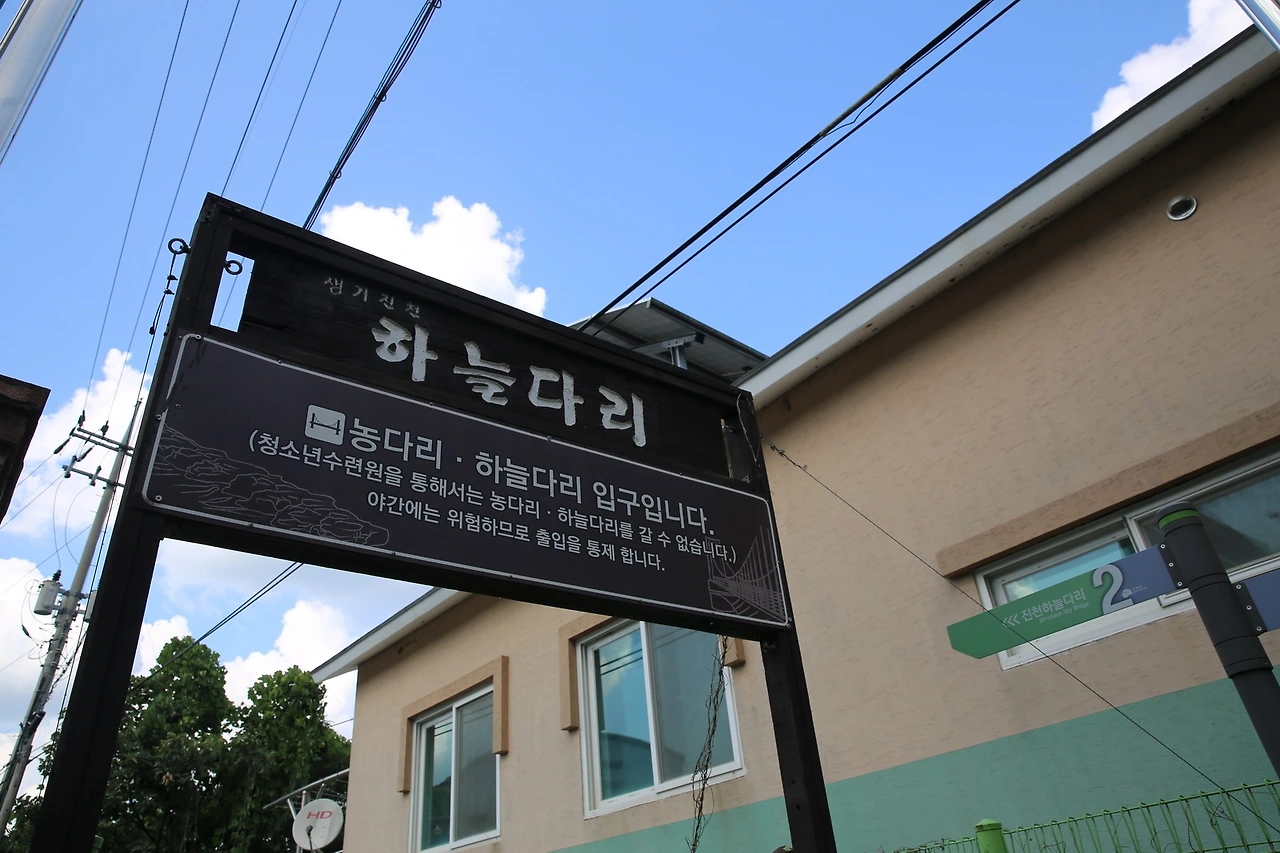 생거진천
하늘다리
농다리 · 하늘다리 입구입니다.
(청소년수련원을 통해서는 농다리 · 하늘다리를 갈 수 없습니다.)
야간에는 위험하므로 출입을 통제 합니다.
<<< 진천하늘다리 2
HD